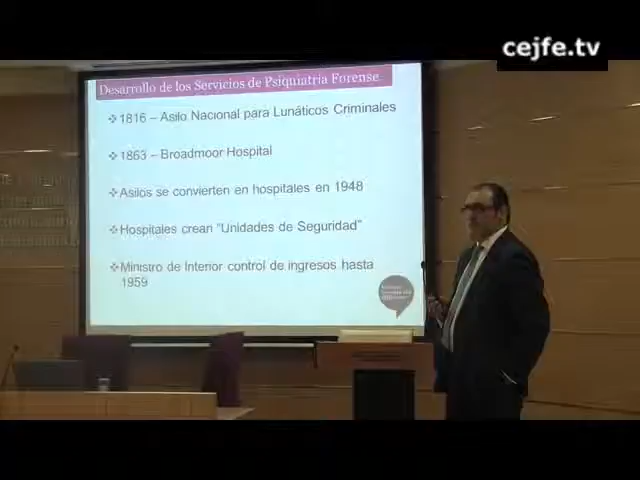 cejfe.tv
Desarrollo de los Servicios de Psiquiatría Forense
❖1816 – Asilo Nacional para Lunáticos Criminales
❖1863 – Broadmoor Hospital
❖Asilos se convierten en hospitales en 1948
❖Hospitales crean “Unidades de Seguridad”
❖Ministro de Interior control de ingresos hasta
1959